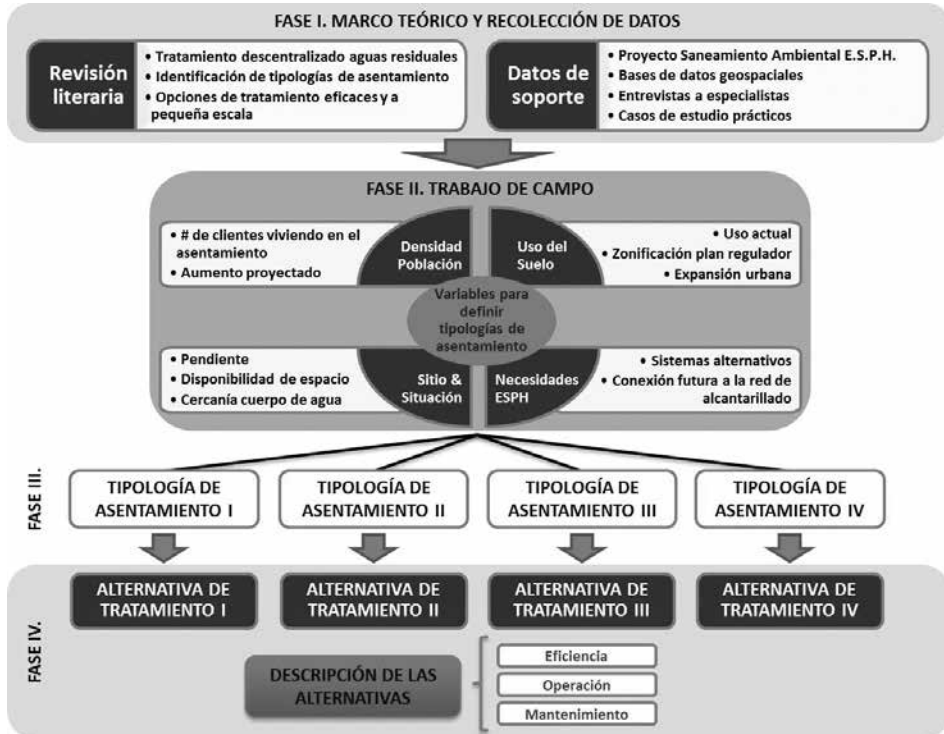 FASE I. MARCO TEÓRICO Y RECOLECCIÓN DE DATOS
Revisión
literaria
• Tratamiento descentralizado aguas residuales
• Identificación de tipologías de asentamiento
• Opciones de tratamiento eficaces y a
pequeña escala
Datos de
soporte
• Proyecto Saneamiento Ambiental E.S.P.H.
• Bases de datos geospaciales
• Entrevistas a especialistas
• Casos de estudio prácticos
FASE II. TRABAJO DE CAMPO
• # de clientes viviendo en el
asentamiento
• Aumento proyectado
Densidad
Población
Uso del
Suelo
• Uso actual
• Zonificación plan regulador
• Expansión urbana
Variables para
definir
tipologías de
asentamiento
• Pendiente
• Disponibilidad de espacio
• Cercanía cuerpo de agua
Sitio &
Situación
Necesidades
ESPH
• Sistemas alternativos
• Conexión futura a la red de
alcantarillado
FASE III.
TIPOLOGÍA DE
ASENTAMIENTO I
TIPOLOGÍA DE
ASENTAMIENTO II
TIPOLOGÍA DE
ASENTAMIENTO III
TIPOLOGÍA DE
ASENTAMIENTO IV
FASE IV.
ALTERNATIVA DE
TRATAMIENTO I
ALTERNATIVA DE
TRATAMIENTO II
ALTERNATIVA DE
TRATAMIENTO III
ALTERNATIVA DE
TRATAMIENTO IV
DESCRIPCIÓN DE LAS
ALTERNATIVAS
Eficiencia
Operación
Mantenimiento